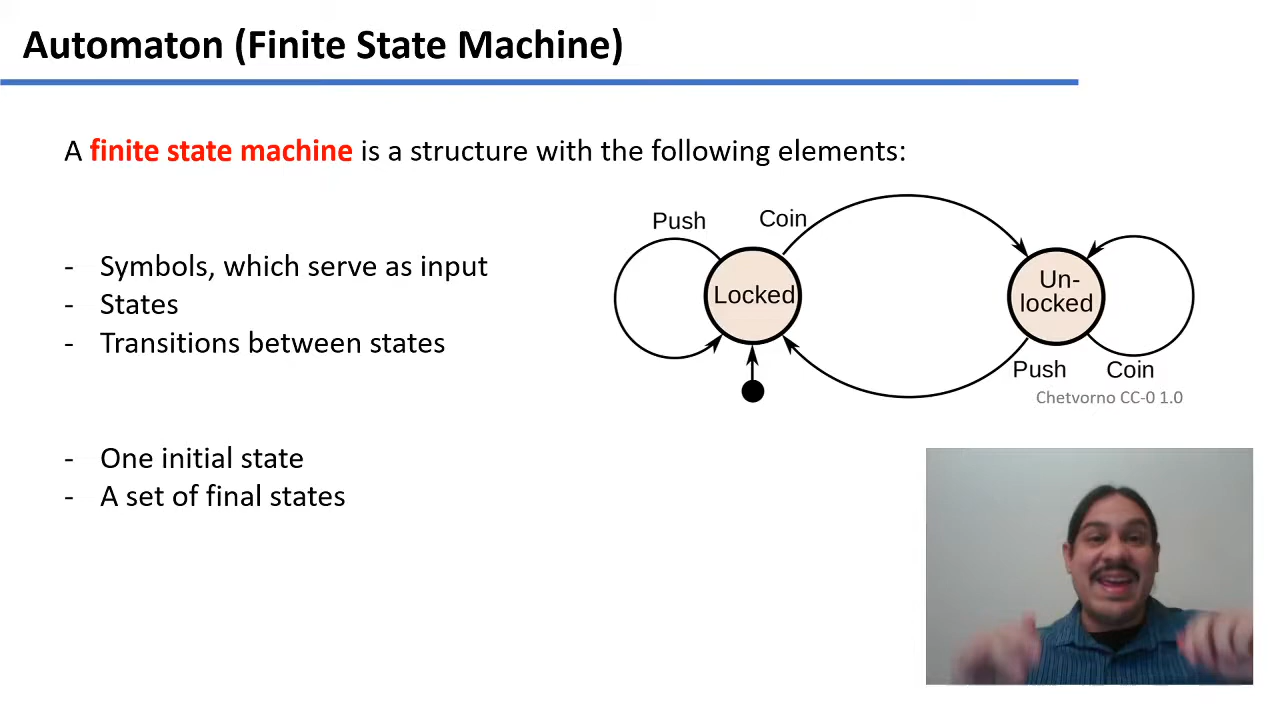 Automaton (Finite State Machine)
A finite state machine is a structure with the following elements:
- Symbols, which serve as input
- States
- Transitions between states
- One initial state
- A set of final states
Push
Coin
Locked
Un-
locked
Push
Coin
Chetvorno CC-0 1.0